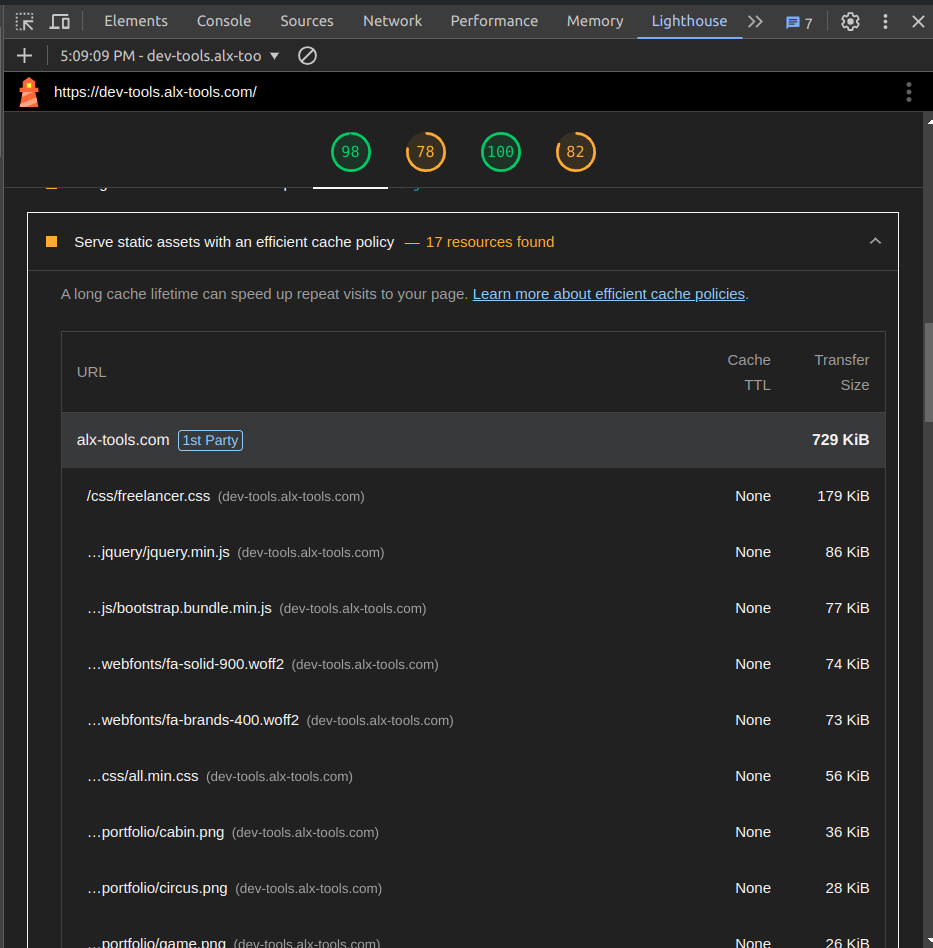 Elements Console Sources Network Performance Memory Lighthouse 7
5:09:09 PM - dev-tools.alx-too
https://dev-tools.alx-tools.com/
98 78 100 82
Serve static assets with an efficient cache policy — 17 resources found
A long cache lifetime can speed up repeat visits to your page. Learn more about efficient cache policies.
URL Cache TTL Transfer Size
alx-tools.com 1st Party 729 KiB
/css/freelancer.css (dev-tools.alx-tools.com) None 179 KiB
…jquery/jquery.min.js (dev-tools.alx-tools.com) None 86 KiB
…js/bootstrap.bundle.min.js (dev-tools.alx-tools.com) None 77 KiB
…webfonts/fa-solid-900.woff2 (dev-tools.alx-tools.com) None 74 KiB
…webfonts/fa-brands-400.woff2 (dev-tools.alx-tools.com) None 73 KiB
…css/all.min.css (dev-tools.alx-tools.com) None 56 KiB
…portfolio/cabin.png (dev-tools.alx-tools.com) None 36 KiB
…portfolio/circus.png (dev-tools.alx-tools.com) None 28 KiB
…portfolio/game.png (dev-tools.alx-tools.com) None 26 KiB